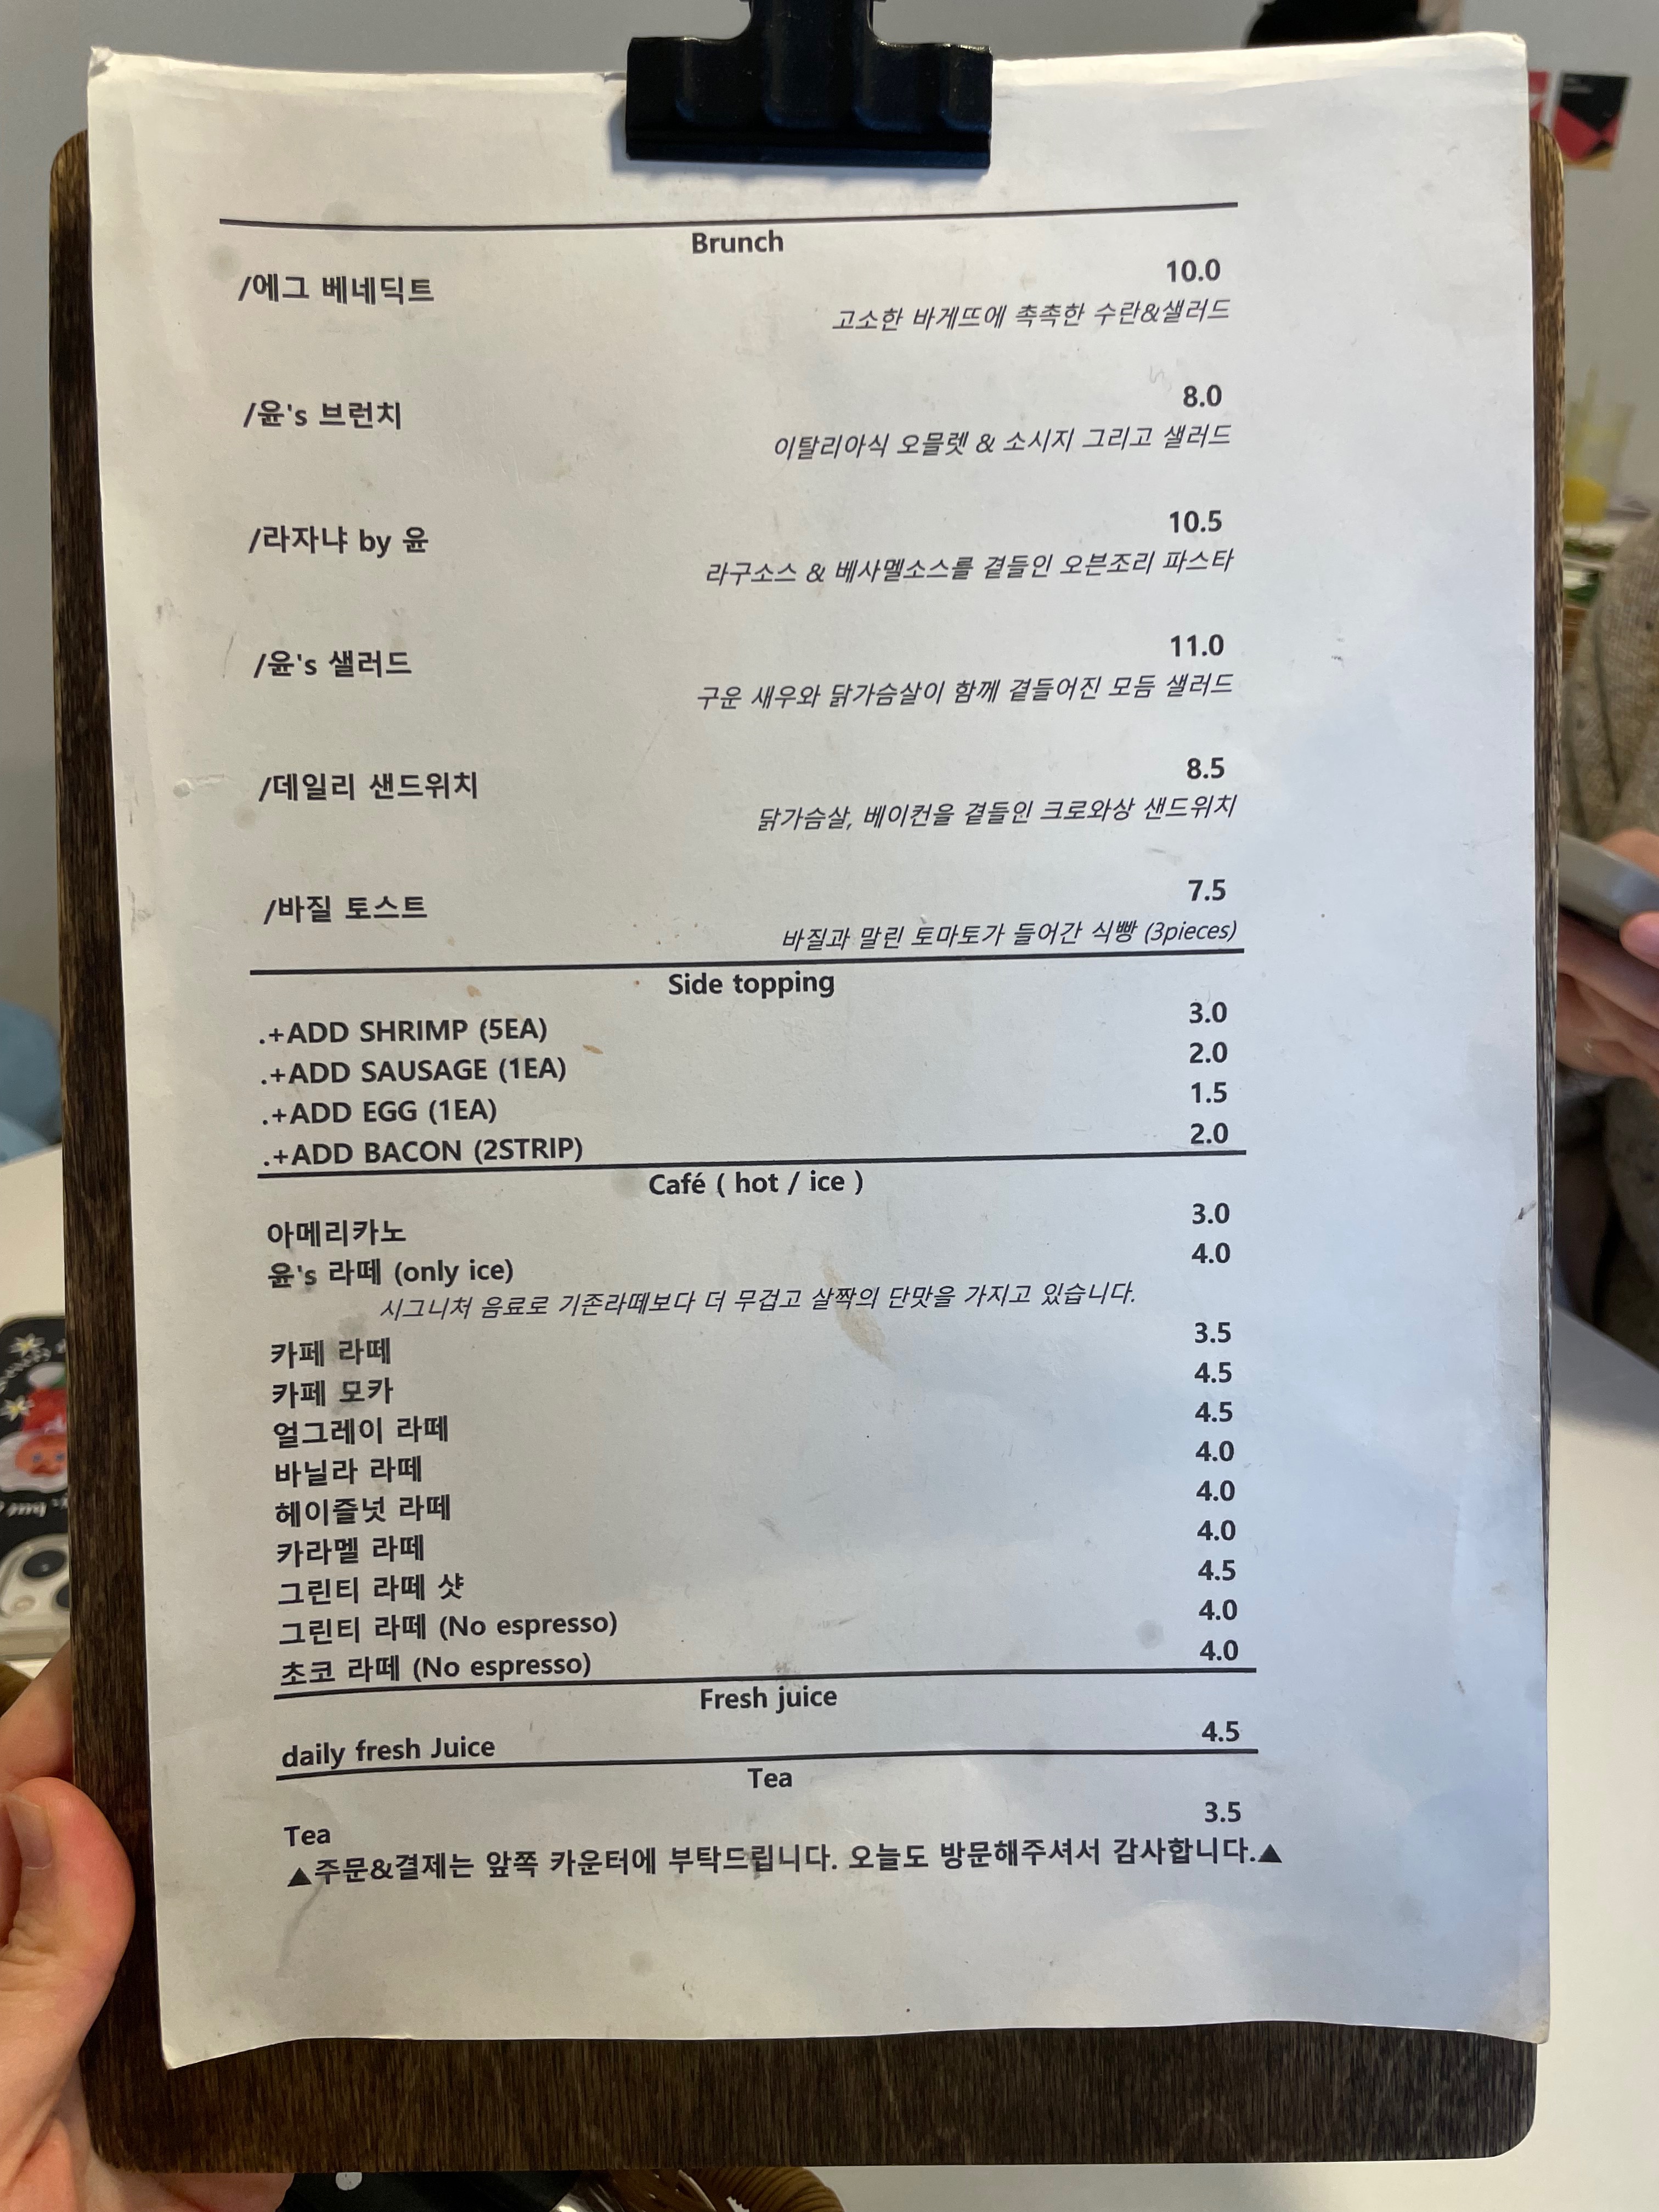 Brunch
/에그 베네딕트 10.0
고소한 바게뜨에 촉촉한 수란&샐러드
/윤's 브런치 8.0
이탈리아식 오믈렛 & 소시지 그리고 샐러드
/라자냐 by 윤 10.5
라구소스 & 베사멜소스를 곁들인 오븐조리 파스타
/윤's 샐러드 11.0
구운 새우와 닭가슴살이 함께 곁들어진 모듬 샐러드
/데일리 샌드위치 8.5
닭가슴살, 베이컨을 곁들인 크로와상 샌드위치
/바질 토스트 7.5
바질과 말린 토마토가 들어간 식빵 (3pieces)
Side topping
.+ADD SHRIMP (5EA) 3.0
.+ADD SAUSAGE (1EA) 2.0
.+ADD EGG (1EA) 1.5
.+ADD BACON (2STRIP) 2.0
Café ( hot / ice )
아메리카노 3.0
윤's 라떼 (only ice) 4.0
시그니처 음료로 기존라떼보다 더 무겁고 살짝의 단맛을 가지고 있습니다.
카페 라떼 3.5
카페 모카 4.5
얼그레이 라떼 4.5
바닐라 라떼 4.0
헤이즐넛 라떼 4.0
카라멜 라떼 4.0
그린티 라떼 샷 4.5
그린티 라떼 (No espresso) 4.0
초코 라떼 (No espresso) 4.0
Fresh juice
daily fresh Juice 4.5
Tea
Tea 3.5
▲주문&결제는 앞쪽 카운터에 부탁드립니다. 오늘도 방문해주셔서 감사합니다.▲